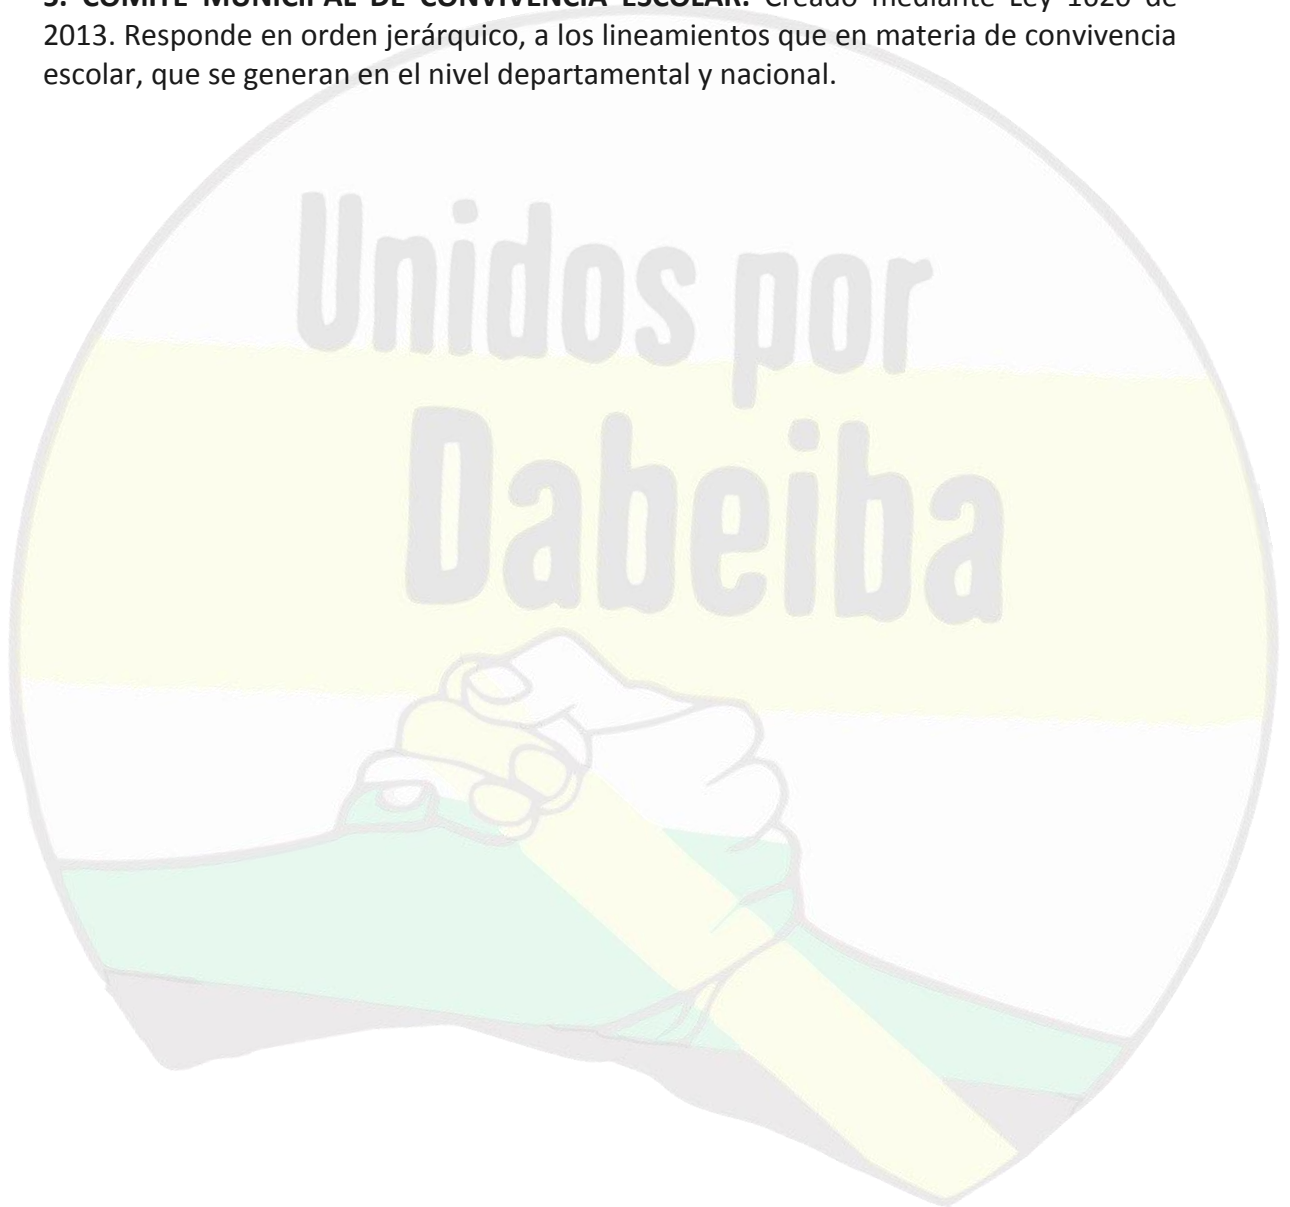 COMITÉ MUNICIPAL DE CONVIVENCIA ESCOLAR. Creado mediante Ley 1620 de
2013. Responde en orden jerárquico, a los lineamientos que en materia de convivencia
escolar, que se generan en el nivel departamental y nacional.
Unidos por
Dabeiba